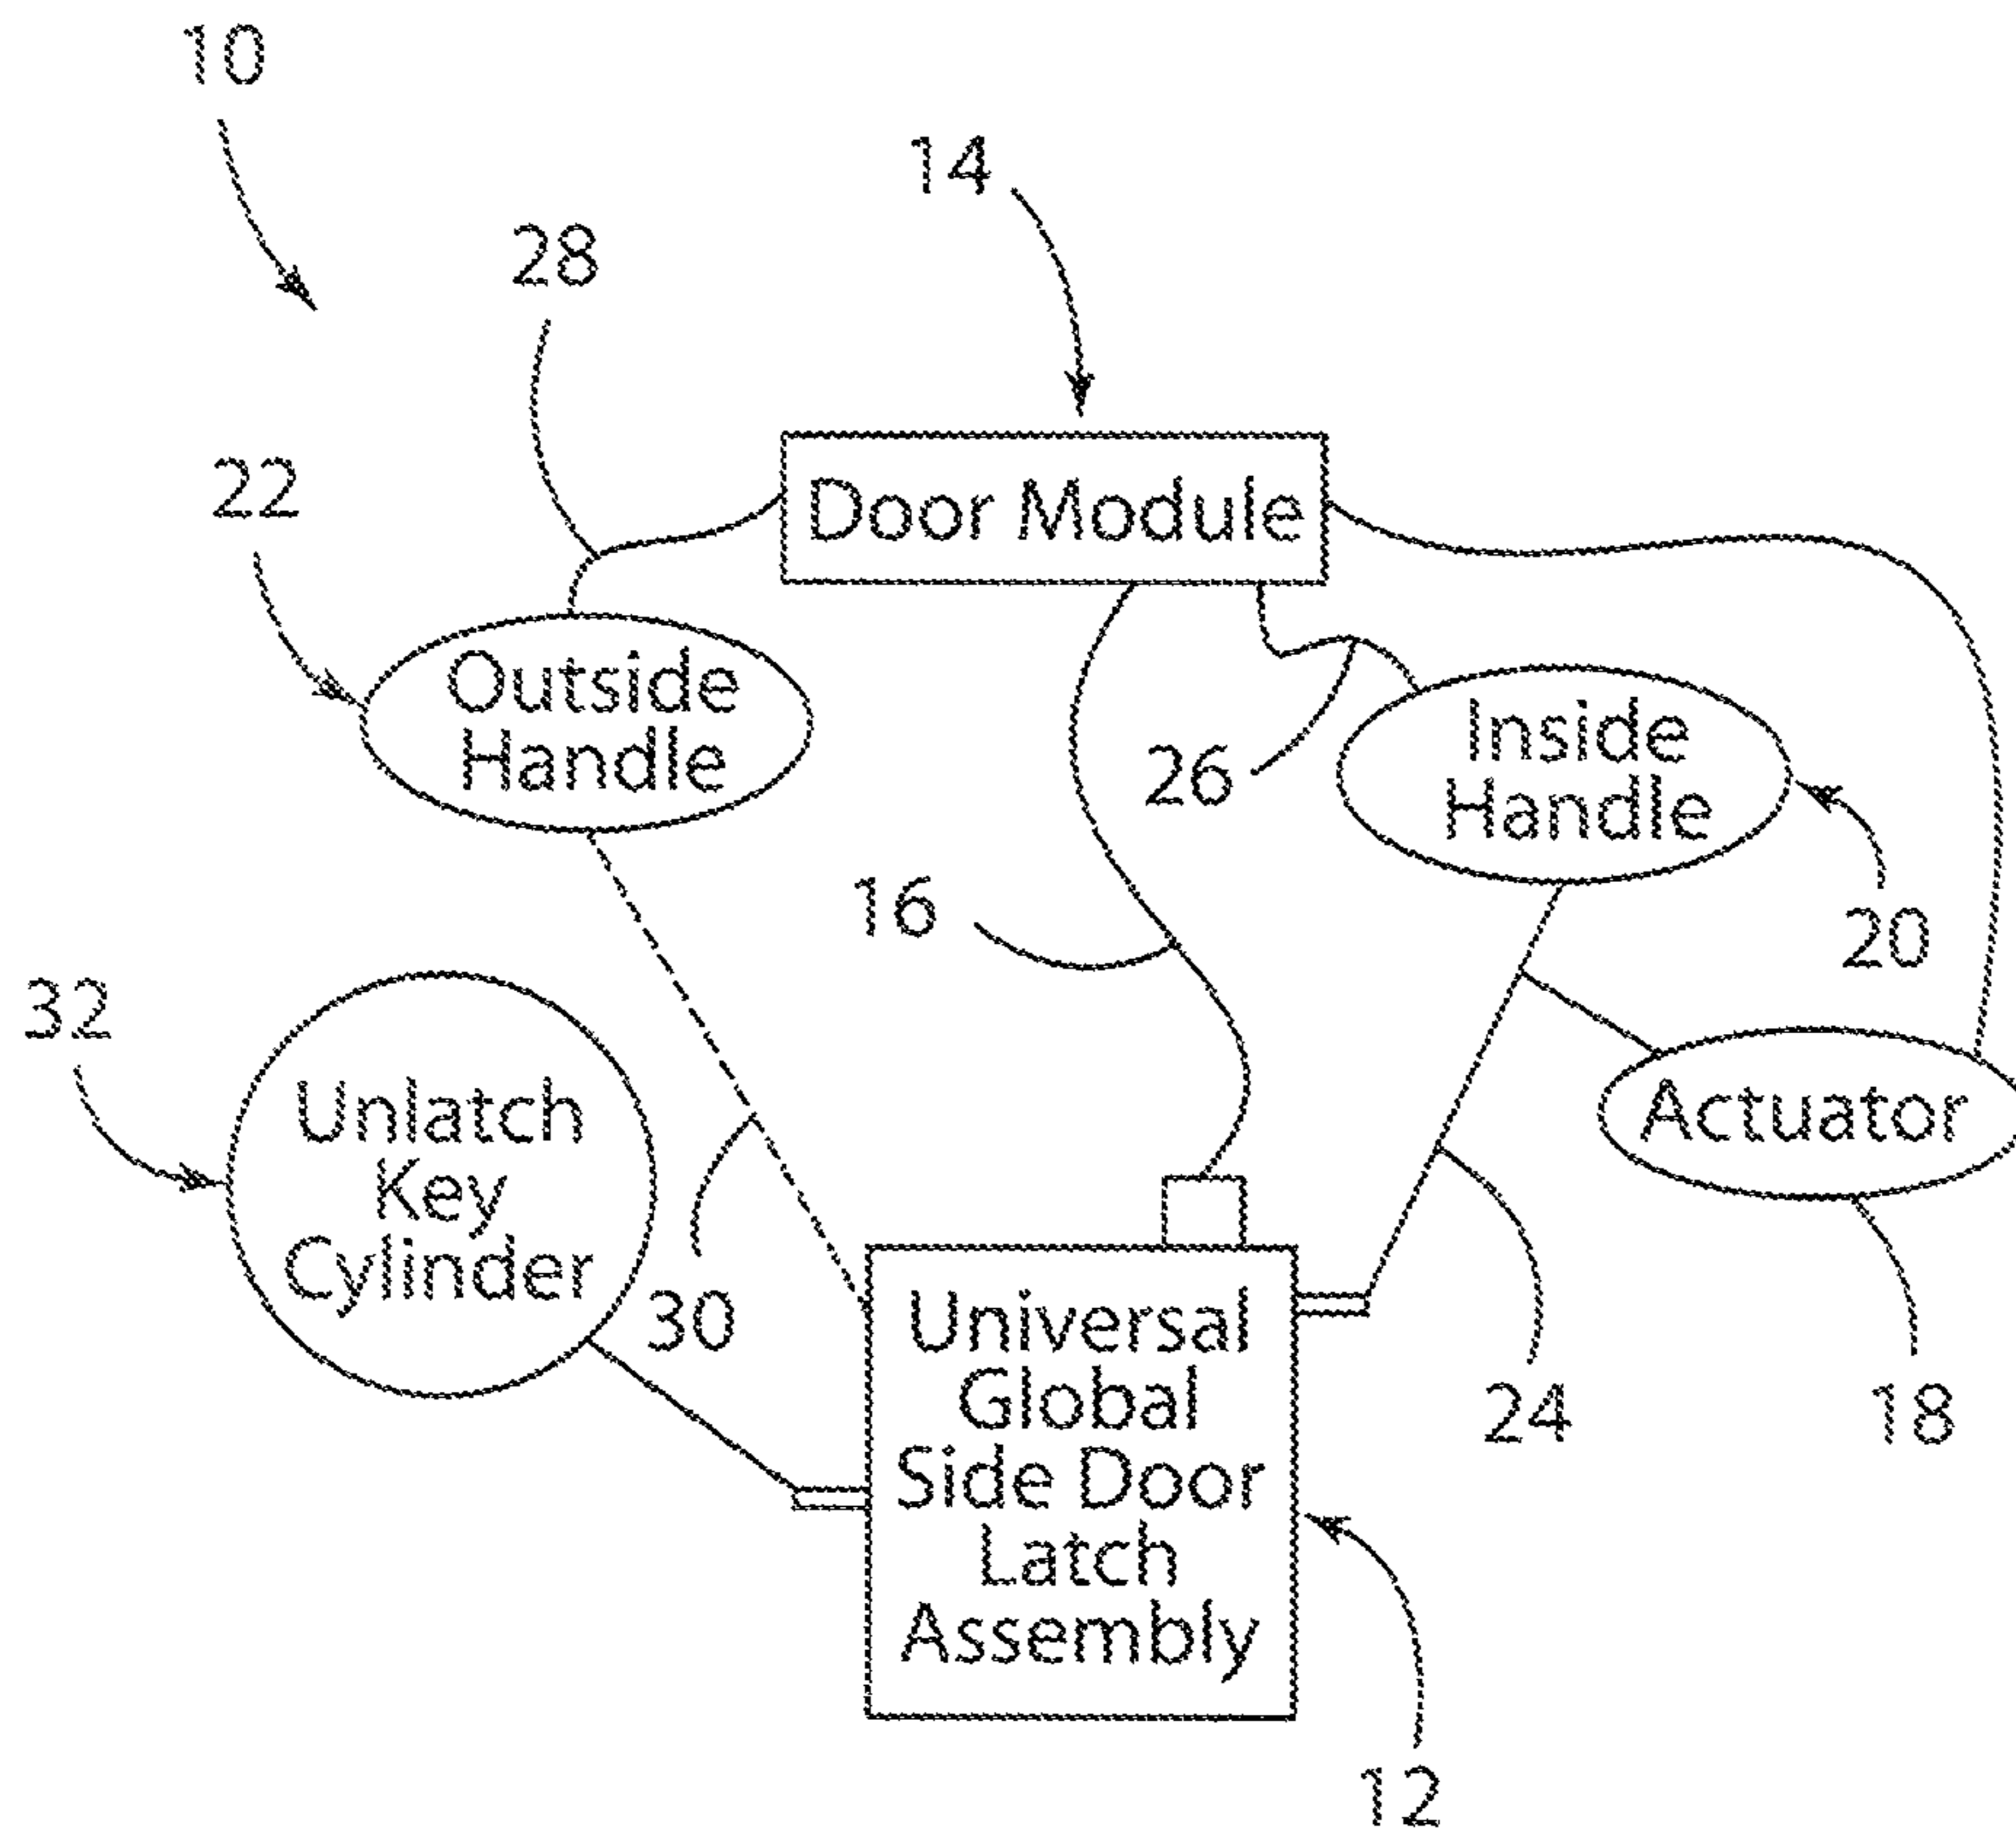 10
14
28
22
Door Module
Outside
Handle
Inside
Handle
26
16
20
32
Unlatch
Key
Cylinder
Actuator
30
Universal
Global
Side Door
Latch
Assembly
24
18
12